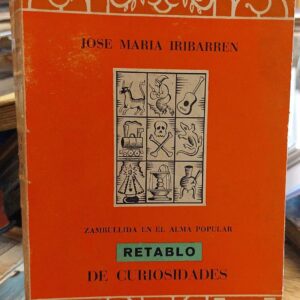 JOSE MARIA IRIBARREN
ZAMBULLIDA EN EL ALMA POPULAR
RETABLO
DE CURIOSIDADES